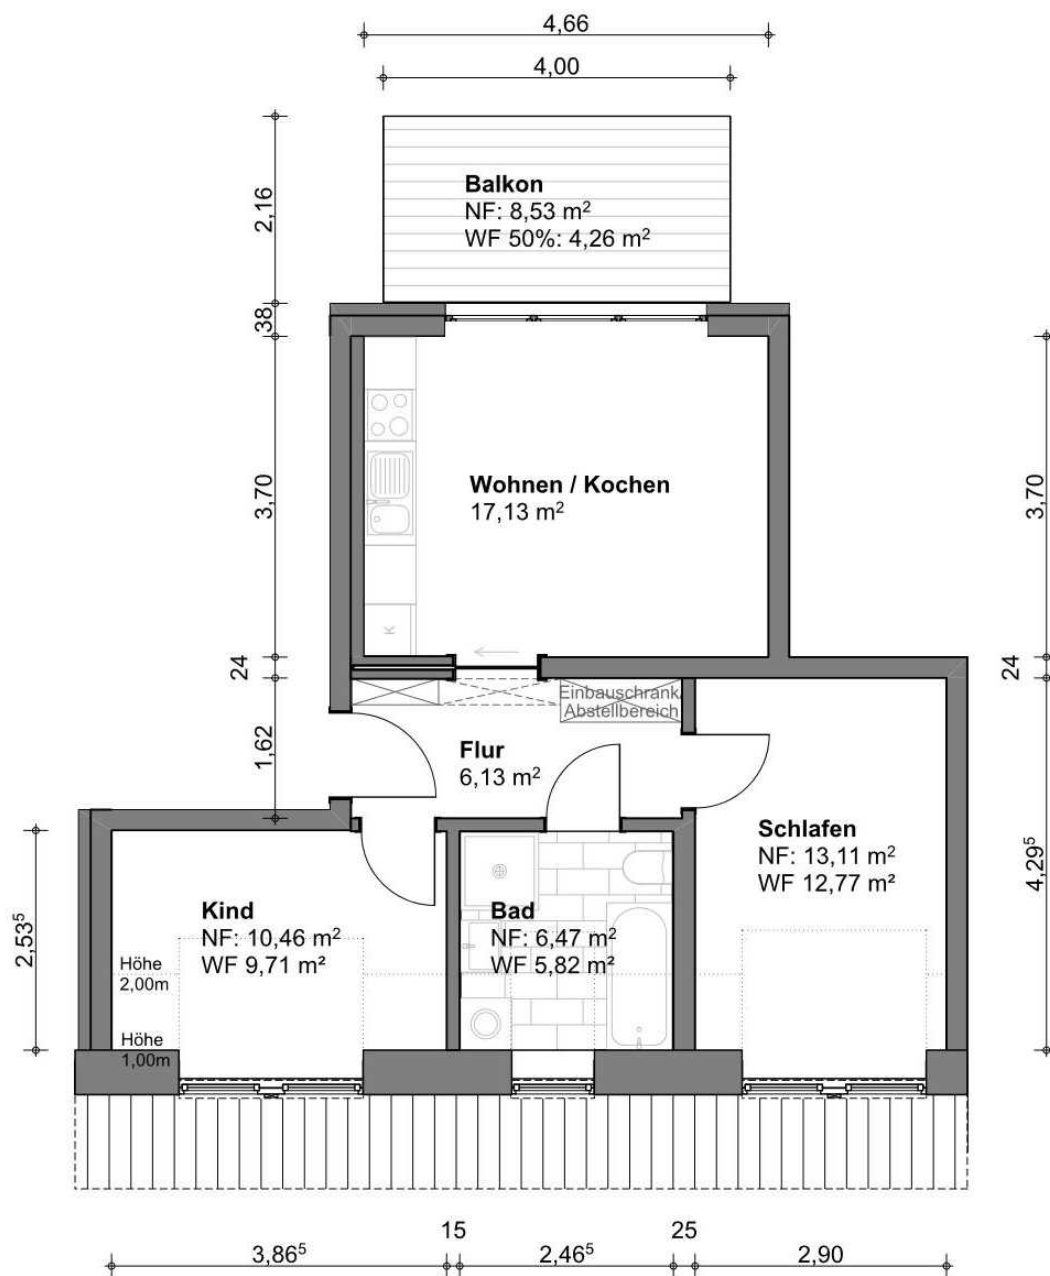 4,66
4,00
2,16
38
Balkon
NF: 8,53 m²
WF 50%: 4,26 m²
3,70
3,70
Wohnen / Kochen
17,13 m²
K
24
24
Einbauschrank
Abstellbereich
1,62
Flur
6,13 m²
Schlafen
NF: 13,11 m²
WF 12,77 m²
4,29⁵
2,53⁵
Kind
NF: 10,46 m²
WF 9,71 m²
Bad
NF: 6,47 m²
WF 5,82 m²
Höhe
2,00m
Höhe
1,00m
15
25
3,86⁵
2,46⁵
2,90